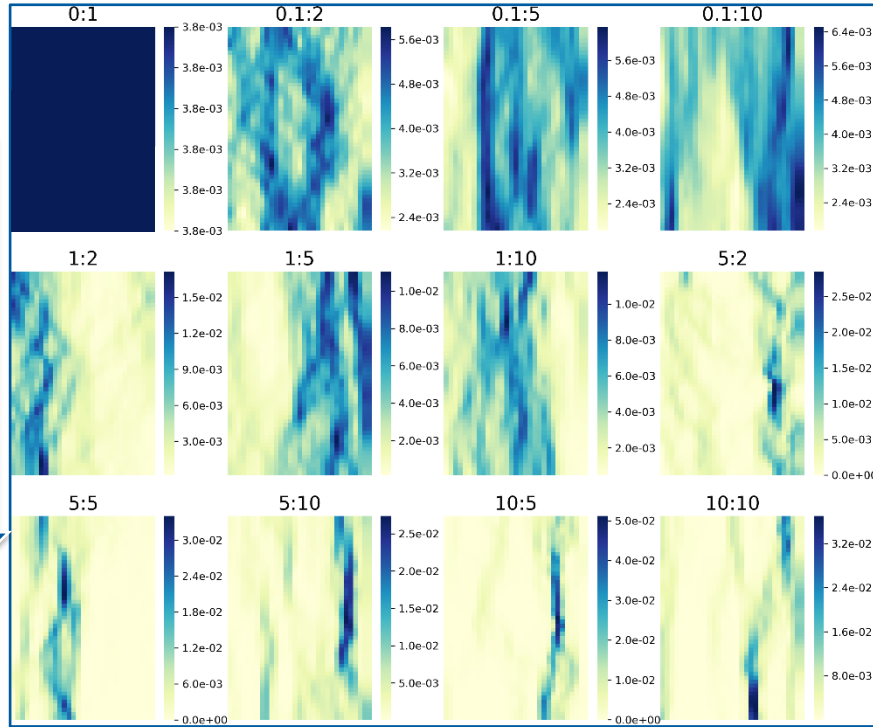 0:1
0.1:2
0.1:5
0.1:10
3.8e-03
3.8e-03
3.8e-03
3.8e-03
3.8e-03
3.8e-03
5.6e-03
4.8e-03
4.0e-03
3.2e-03
2.4e-03
5.6e-03
4.8e-03
4.0e-03
3.2e-03
2.4e-03
6.4e-03
5.6e-03
4.8e-03
4.0e-03
3.2e-03
2.4e-03
1:2
1:5
1:10
5:2
1.5e-02
1.2e-02
9.0e-03
6.0e-03
3.0e-03
1.0e-02
8.0e-03
6.0e-03
4.0e-03
2.0e-03
1.0e-02
8.0e-03
6.0e-03
4.0e-03
2.0e-03
2.5e-02
2.0e-02
1.5e-02
1.0e-02
5.0e-03
0.0e+00
5:5
5:10
10:5
10:10
3.0e-02
2.0e-02
1.0e-02
0.0e+00
2.5e-02
2.0e-02
1.5e-02
1.0e-02
5.0e-03
5.0e-02
4.0e-02
3.0e-02
2.0e-02
1.0e-02
0.0e+00
3.2e-02
2.4e-02
1.6e-02
8.0e-03